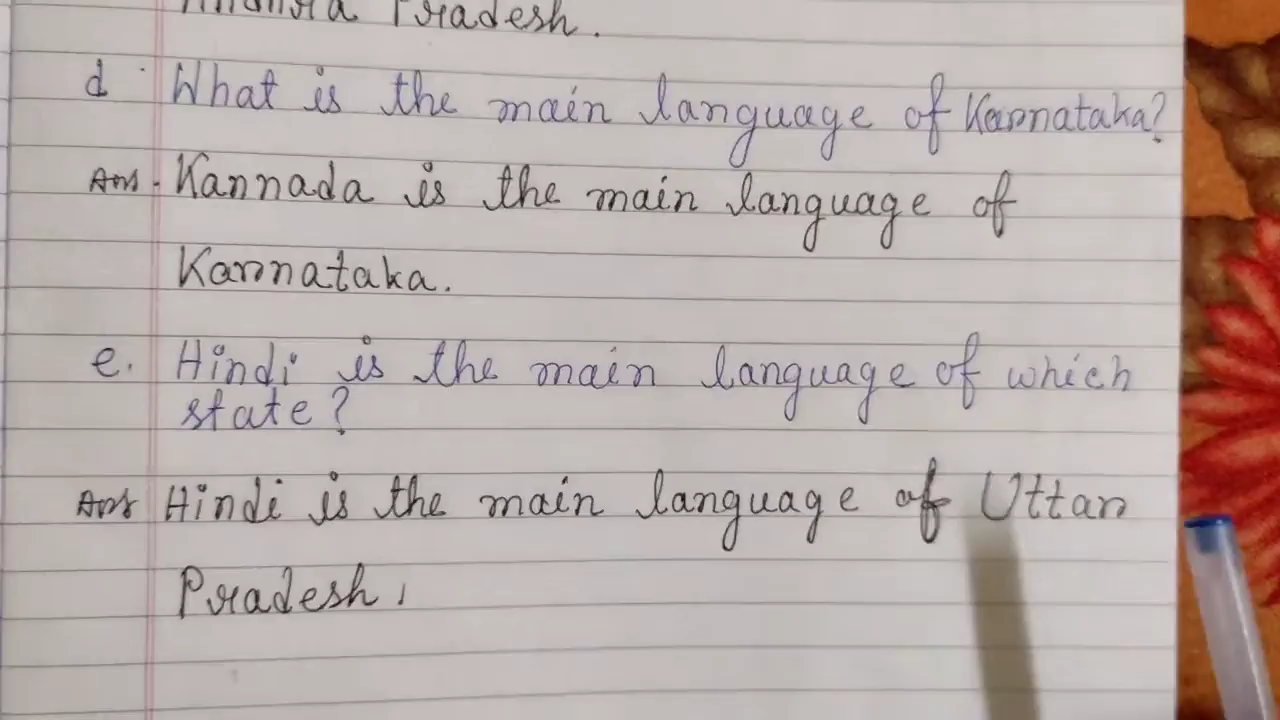 Pradesh.
d. What is the main language of Karnataka?
Ans. Kannada is the main language of
Karnataka.
e. Hindi is the main language of which
state?
Ans Hindi is the main language of Uttar
Pradesh.